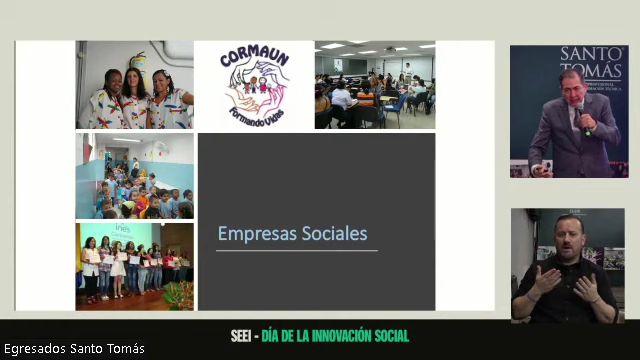 CORMAUN
Formando Vidas
Empresas Sociales
SANTO
TOMÁS
SEEI - DÍA DE LA INNOVACIÓN SOCIAL
Egresados Santo Tomás